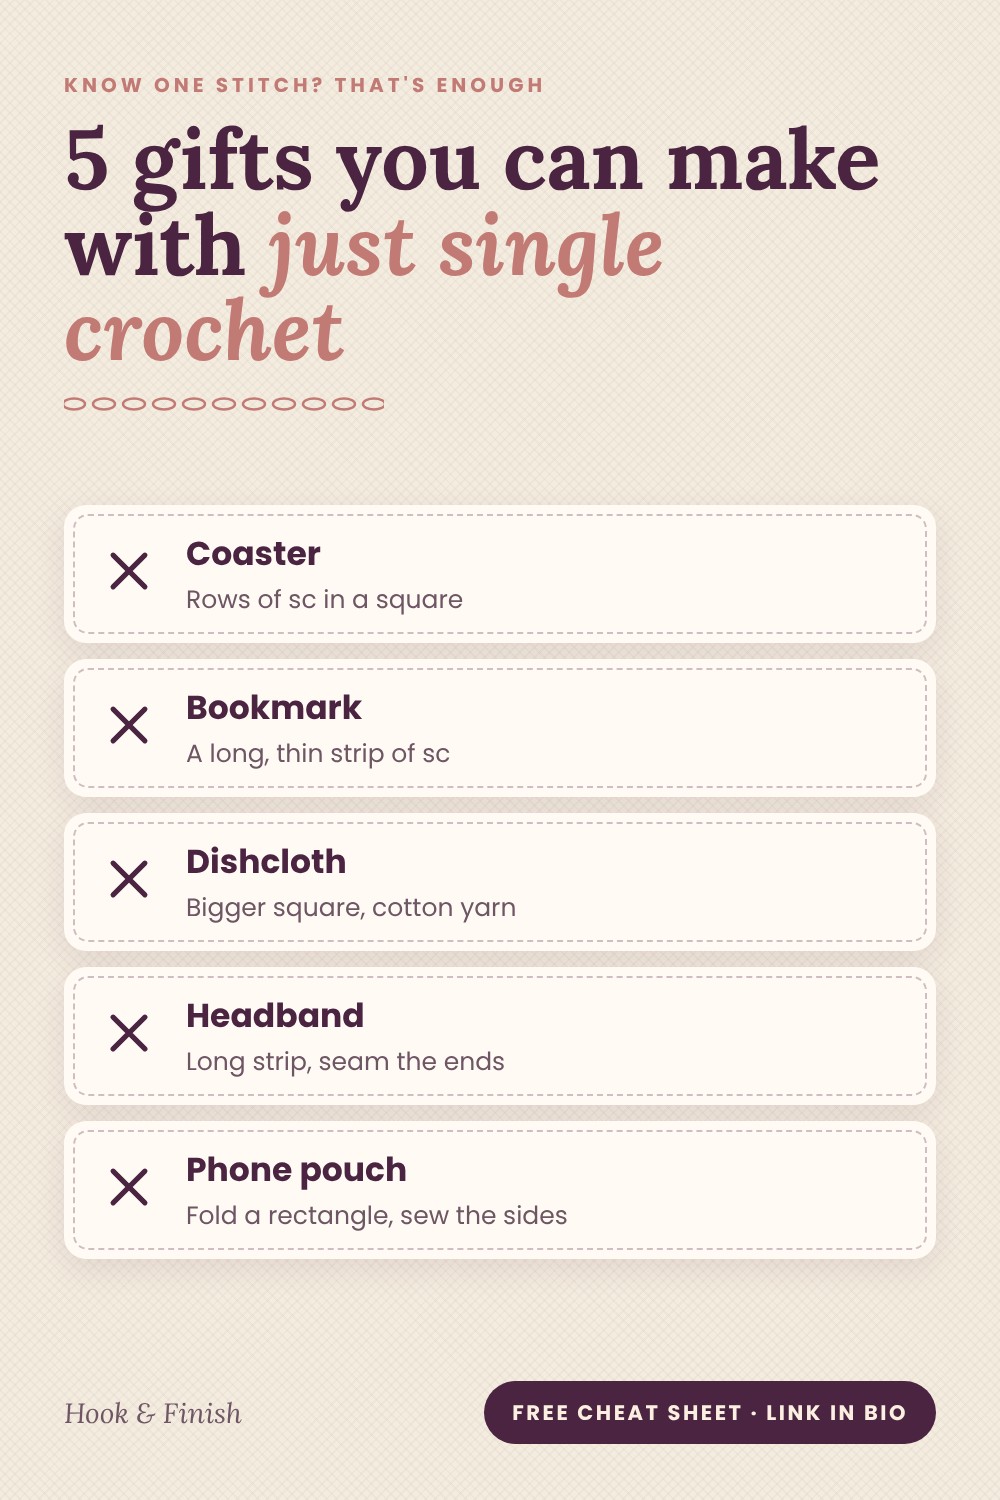 KNOW ONE STITCH? THAT'S ENOUGH
5 gifts you can make
with just single
crochet
Coaster
Rows of sc in a square
Bookmark
A long, thin strip of sc
Dishcloth
Bigger square, cotton yarn
Headband
Long strip, seam the ends
Phone pouch
Fold a rectangle, sew the sides
Hook & Finish
FREE CHEAT SHEET · LINK IN BIO